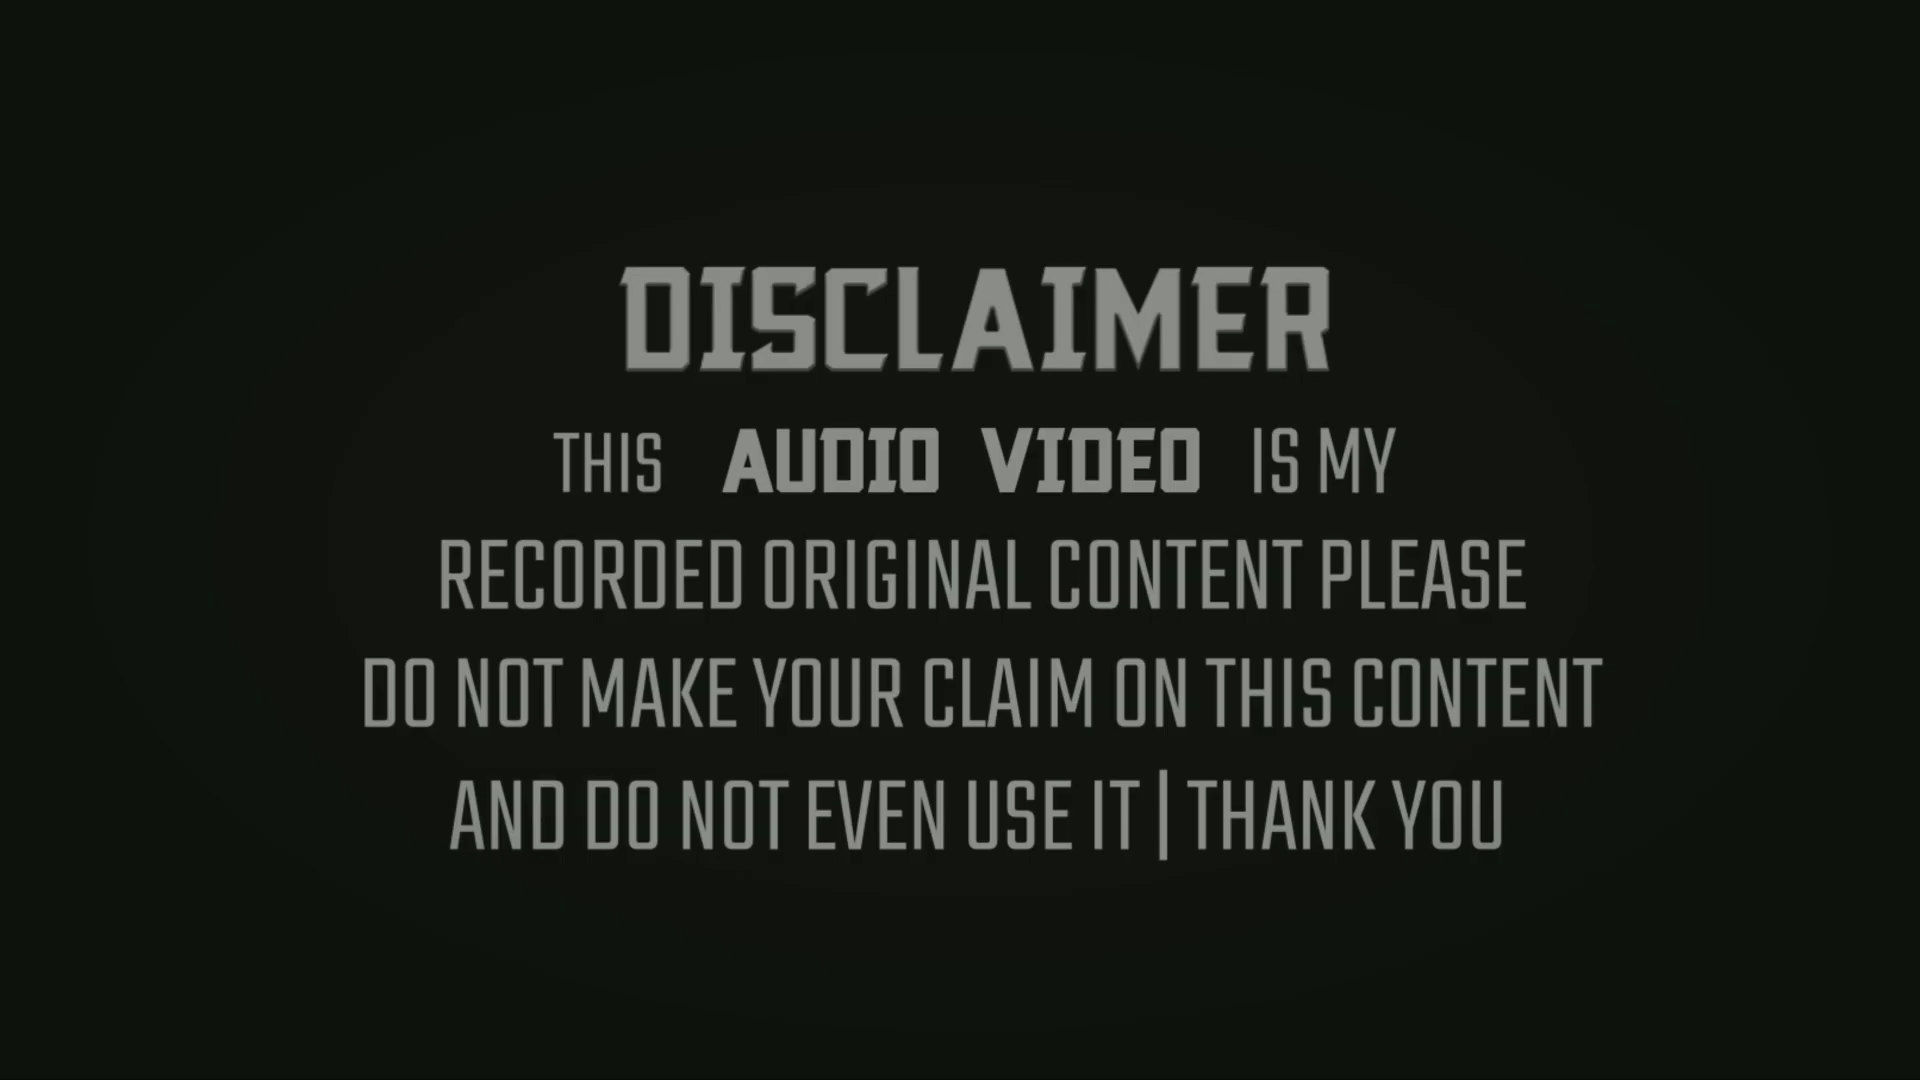 DISCLAIMER
THIS AUDIO VIDEO IS MY
RECORDED ORIGINAL CONTENT PLEASE
DO NOT MAKE YOUR CLAIM ON THIS CONTENT
AND DO NOT EVEN USE IT | THANK YOU